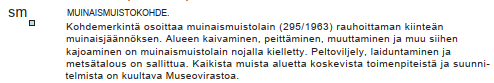 sm
MUINAISMUISTOKOHDE.
Kohdemerkintä osoittaa muinaismuistolain (295/1963) rauhoittaman kiinteän
muinaisjäännöksen. Alueen kaivaminen, peittäminen, muuttaminen ja muu siihen
kajoaminen on muinaismuistolain nojalla kielletty. Peltoviljely, laiduntaminen ja
metsätalous on sallittua. Kaikista muista aluetta koskevista toimenpiteistä ja suunni-
telmista on kuultava Museovirastoa.